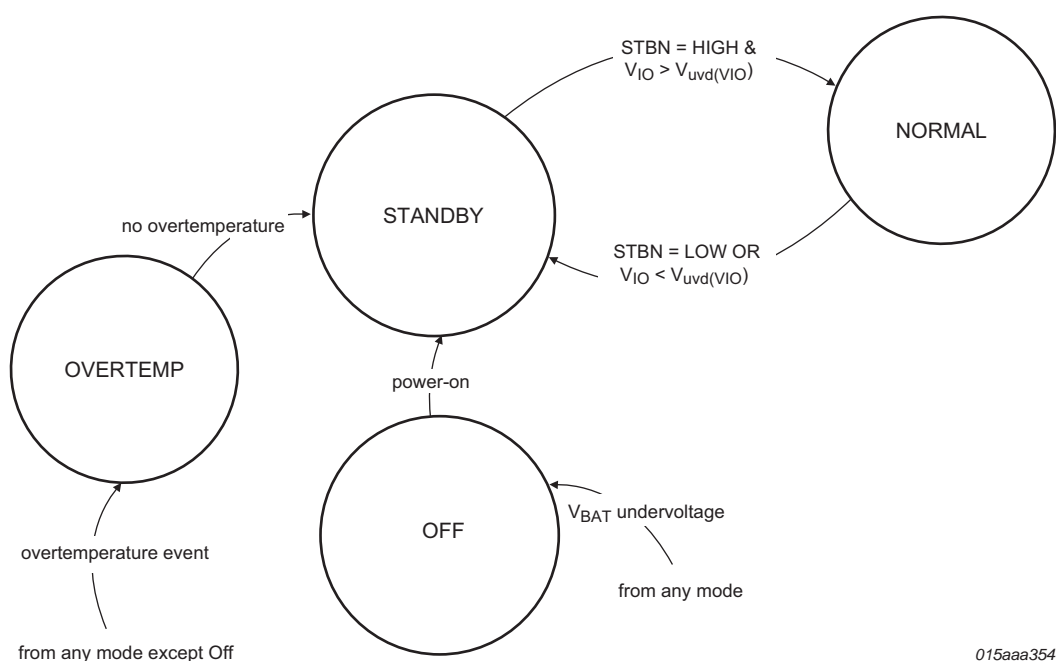 STBN = HIGH &
VIO > Vuvd(VIO)
NORMAL
STANDBY
no overtemperature
STBN = LOW OR
VIO < Vuvd(VIO)
OVERTEMP
power-on
VBAT undervoltage
OFF
overtemperature event
from any mode
from any mode except Off
015aaa354